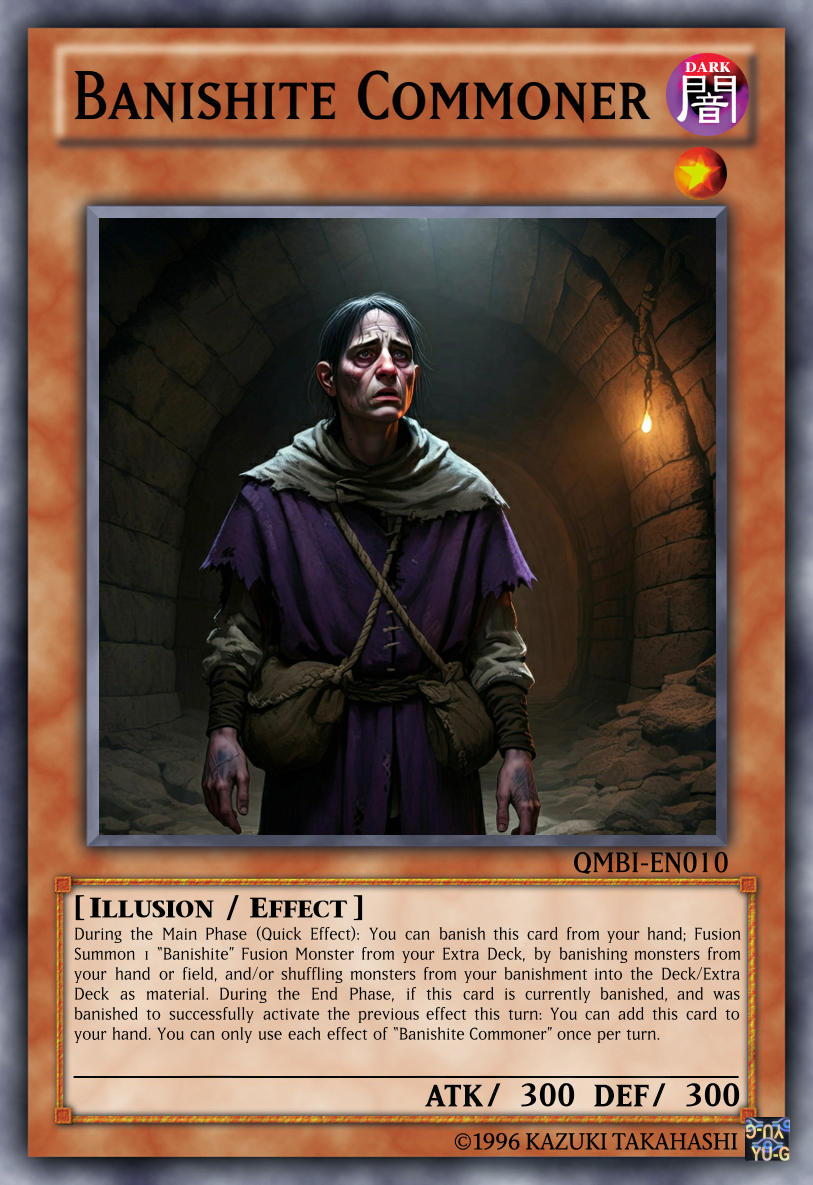 Banishite Commoner
DARK
闇
QMBI-EN010
[ Illusion / Effect ]
During the Main Phase (Quick Effect): You can banish this card from your hand; Fusion
Summon 1 "Banishite" Fusion Monster from your Extra Deck, by banishing monsters from
your hand or field, and/or shuffling monsters from your banishment into the Deck/Extra
Deck as material. During the End Phase, if this card is currently banished, and was
banished to successfully activate the previous effect this turn: You can add this card to
your hand. You can only use each effect of "Banishite Commoner" once per turn.
ATK/ 300 DEF/ 300
©1996 KAZUKI TAKAHASHI
YU-G
YU-G